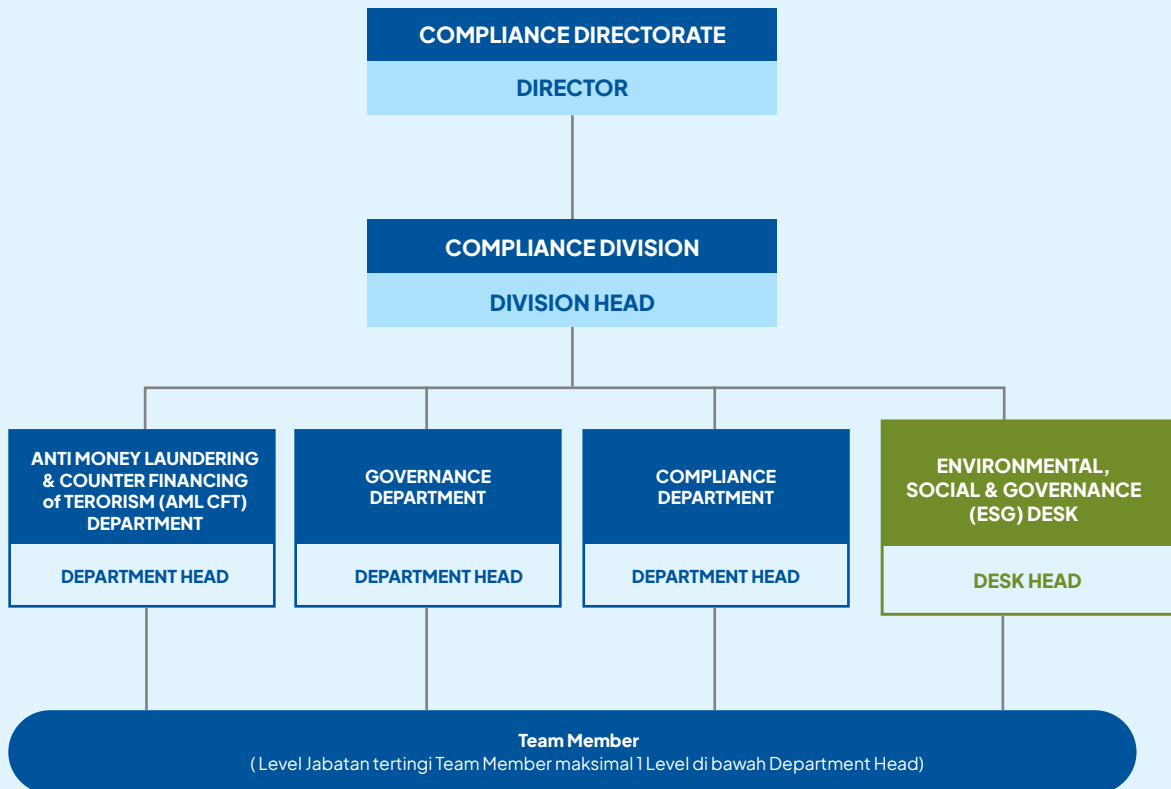 COMPLIANCE DIRECTORATE
DIRECTOR
COMPLIANCE DIVISION
DIVISION HEAD
ANTI MONEY LAUNDERING
& COUNTER FINANCING
of TERORISM (AML CFT)
DEPARTMENT
DEPARTMENT HEAD
GOVERNANCE
DEPARTMENT
DEPARTMENT HEAD
COMPLIANCE
DEPARTMENT
DEPARTMENT HEAD
ENVIRONMENTAL,
SOCIAL & GOVERNANCE
(ESG) DESK
DESK HEAD
Team Member
( Level Jabatan tertingi Team Member maksimal 1 Level di bawah Department Head)